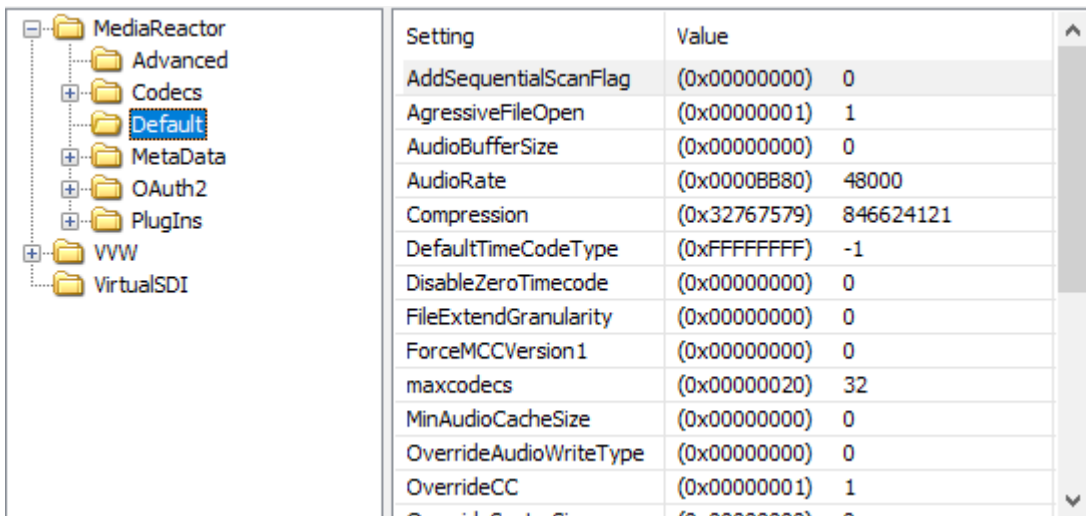 MediaReactor
Advanced
Codecs
Default
MetaData
OAuth2
PlugIns
VVW
VirtualSDI
Setting Value
AddSequentialScanFlag (0x00000000) 0
AgressiveFileOpen (0x00000001) 1
AudioBufferSize (0x00000000) 0
AudioRate (0x0000BB80) 48000
Compression (0x32767579) 846624121
DefaultTimeCodeType (0xFFFFFFFF) -1
DisableZeroTimecode (0x00000000) 0
FileExtendGranularity (0x00000000) 0
ForceMCCVersion1 (0x00000000) 0
maxcodecs (0x00000020) 32
MinAudioCacheSize (0x00000000) 0
OverrideAudioWriteType (0x00000000) 0
OverrideCC (0x00000001) 1